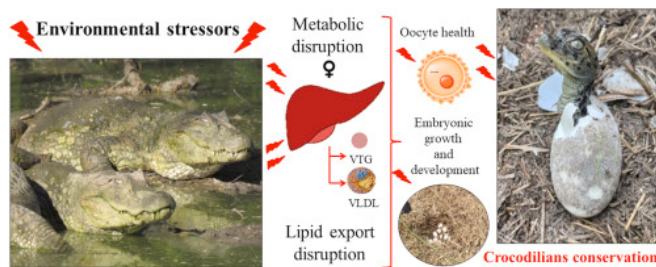 Environmental stressors
Metabolic
disruption
♀
VTG
VLDL
Lipid export
disruption
Oocyte health
Embryonic
growth
and
development
Crocodilians conservation